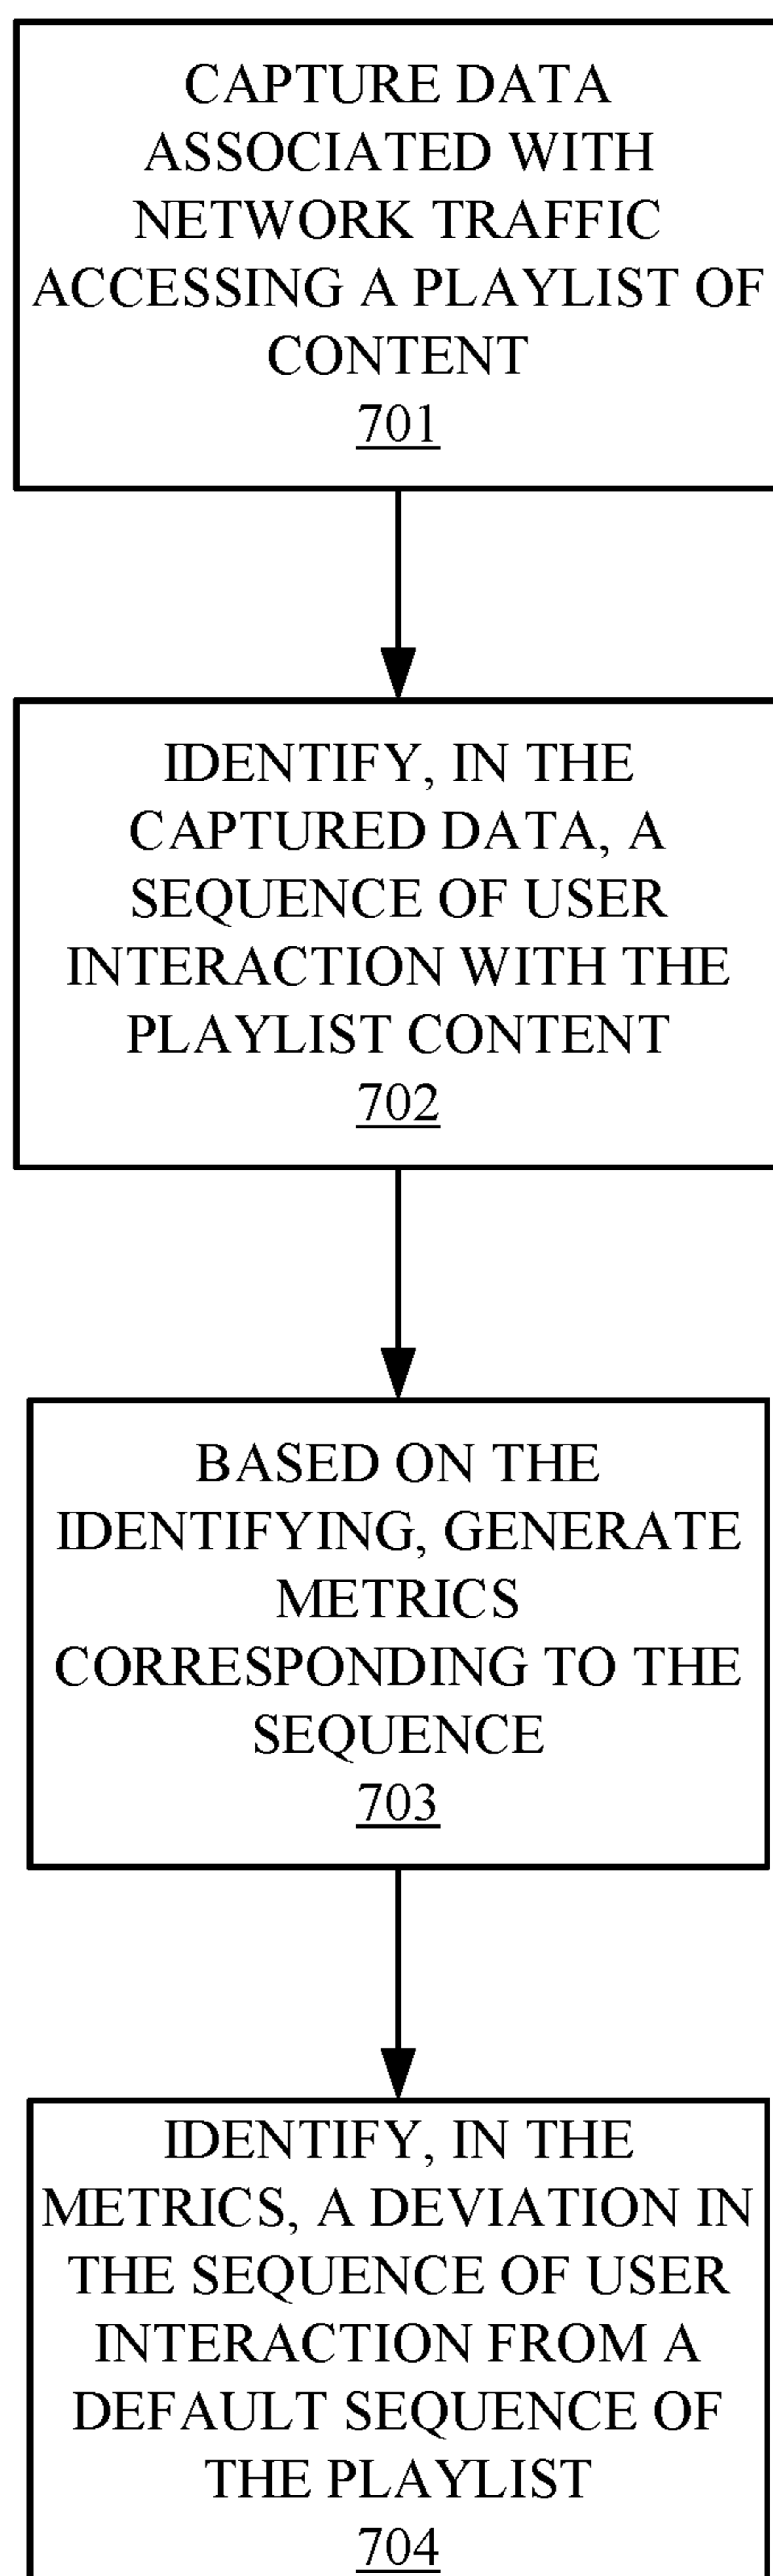 CAPTURE DATA
ASSOCIATED WITH
NETWORK TRAFFIC
ACCESSING A PLAYLIST OF
CONTENT
701
IDENTIFY, IN THE
CAPTURED DATA, A
SEQUENCE OF USER
INTERACTION WITH THE
PLAYLIST CONTENT
702
BASED ON THE
IDENTIFYING, GENERATE
METRICS
CORRESPONDING TO THE
SEQUENCE
703
IDENTIFY, IN THE
METRICS, A DEVIATION IN
THE SEQUENCE OF USER
INTERACTION FROM A
DEFAULT SEQUENCE OF
THE PLAYLIST
704